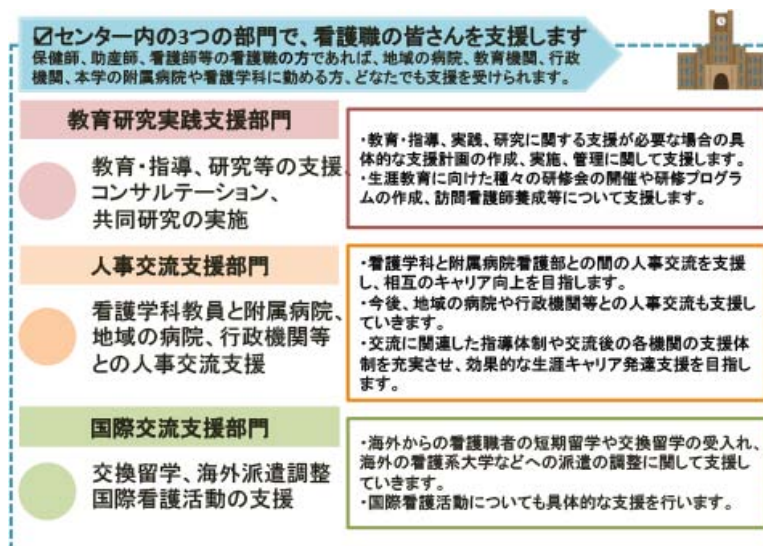 ☑センター内の3つの部門で、看護職の皆さんを支援します
保健師、助産師、看護師等の看護職の方であれば、地域の病院、教育機関、行政
機関、本学の附属病院や看護学科に勤める方、どなたでも支援を受けられます。
教育研究実践支援部門
教育・指導、研究等の支援、
コンサルテーション、
共同研究の実施
・教育・指導、実践、研究に関する支援が必要な場合の具
体的な支援計画の作成、実施、管理に関して支援します。
・生涯教育に向けた種々の研修会の開催や研修プログラ
ムの作成、訪問看護師養成等について支援します。
人事交流支援部門
看護学科教員と附属病院、
地域の病院、行政機関等
との人事交流支援
・看護学科と附属病院看護部との間の人事交流を支援
し、相互のキャリア向上を目指します。
・今後、地域の病院や行政機関等との人事交流も支援し
ていきます。
・交流に関連した指導体制や交流後の各機関の支援体
制を充実させ、効果的な生涯キャリア発達支援を目指し
ます。
国際交流支援部門
交換留学、海外派遣調整
国際看護活動の支援
・海外からの看護職者の短期留学や交換留学の受入れ、
海外の看護系大学などへの派遣の調整に関して支援し
ていきます。
・国際看護活動についても具体的な支援を行います。